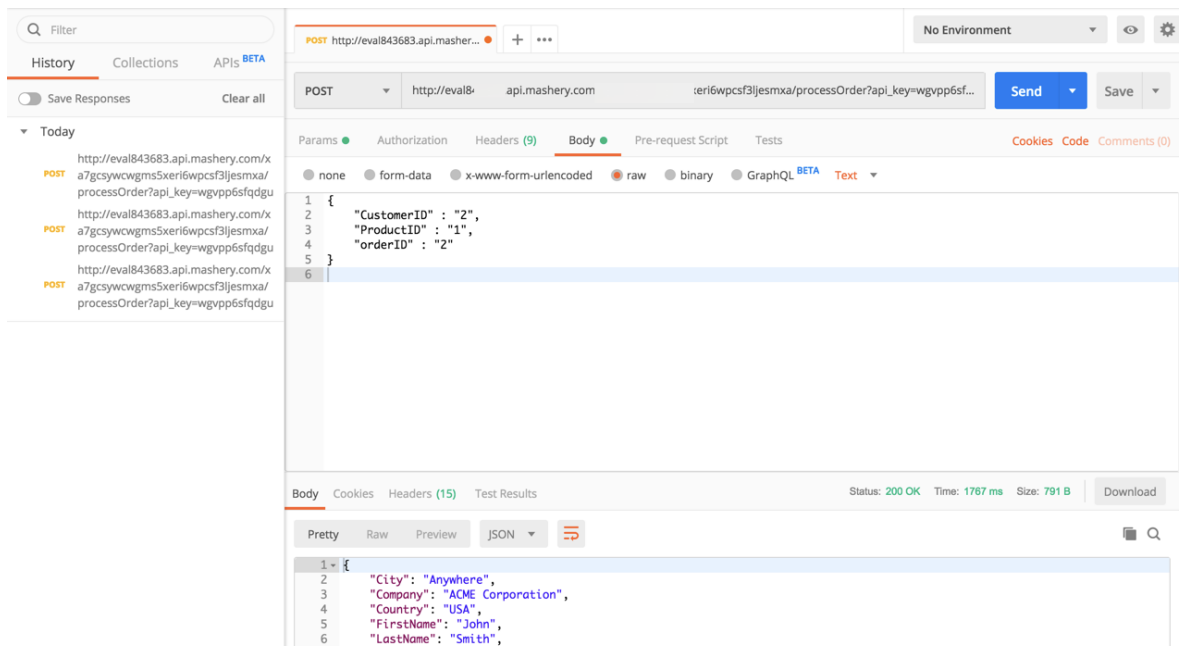 Filter
History Collections APIs BETA
Save Responses Clear all
Today
POST http://eval843683.api.mashery.com/x
a7gcsywcwgms5xeri6wpcsf3ljesmxa/
processOrder?api_key=wgvpp6sfqdgu
POST http://eval843683.api.mashery.com/x
a7gcsywcwgms5xeri6wpcsf3ljesmxa/
processOrder?api_key=wgvpp6sfqdgu
POST http://eval843683.api.mashery.com/x
a7gcsywcwgms5xeri6wpcsf3ljesmxa/
processOrder?api_key=wgvpp6sfqdgu
POST http://eval843683.api.masher...
No Environment
POST http://eval8 api.mashery.com xeri6wpcsf3ljesmxa/processOrder?api_key=wgvpp6sf... Send Save
Params Authorization Headers (9) Body Pre-request Script Tests Cookies Code Comments (0)
none form-data x-www-form-urlencoded raw binary GraphQL BETA Text
1 {
2 "CustomerID" : "2",
3 "ProductID" : "1",
4 "orderID" : "2"
5 }
6
Body Cookies Headers (15) Test Results Status: 200 OK Time: 1767 ms Size: 791 B Download
Pretty Raw Preview JSON
1 {
2 "City": "Anywhere",
3 "Company": "ACME Corporation",
4 "Country": "USA",
5 "FirstName": "John",
6 "LastName": "Smith",